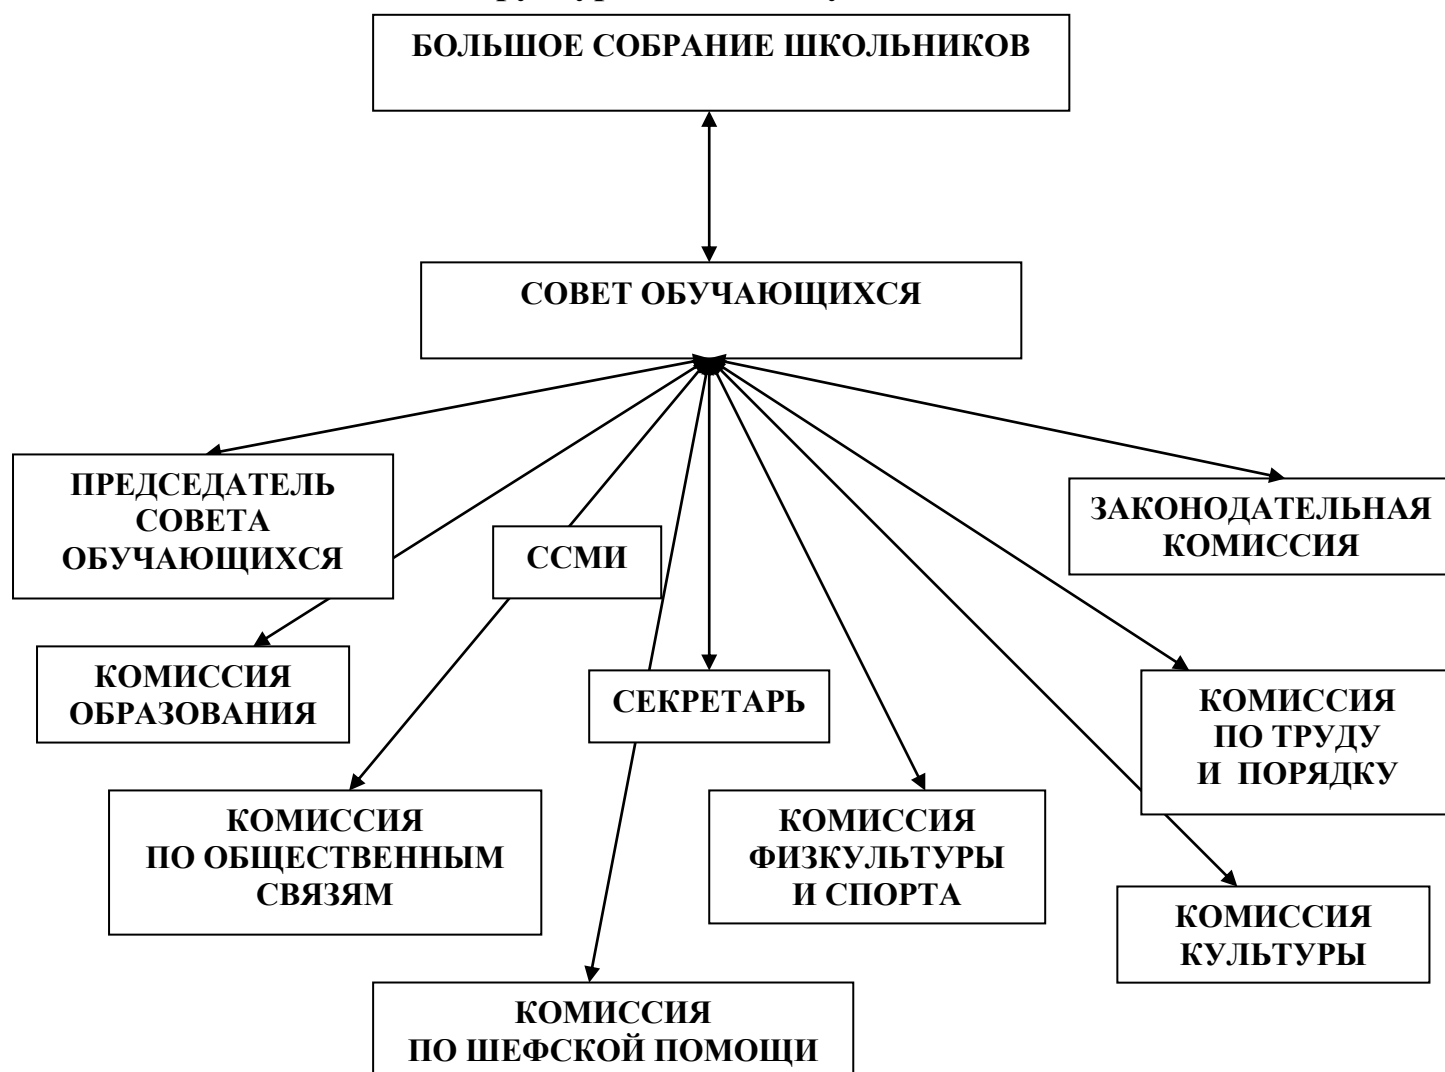 БОЛЬШОЕ СОБРАНИЕ ШКОЛЬНИКОВ
СОВЕТ ОБУЧАЮЩИХСЯ
ПРЕДСЕДАТЕЛЬ
СОВЕТА
ОБУЧАЮЩИХСЯ
ССМИ
ЗАКОНОДАТЕЛЬНАЯ
КОМИССИЯ
КОМИССИЯ
ОБРАЗОВАНИЯ
СЕКРЕТАРЬ
КОМИССИЯ
ПО ТРУДУ
И ПОРЯДКУ
КОМИССИЯ
ПО ОБЩЕСТВЕННЫМ
СВЯЗЯМ
КОМИССИЯ
ФИЗКУЛЬТУРЫ
И СПОРТА
КОМИССИЯ
КУЛЬТУРЫ
КОМИССИЯ
ПО ШЕФСКОЙ ПОМОЩИ